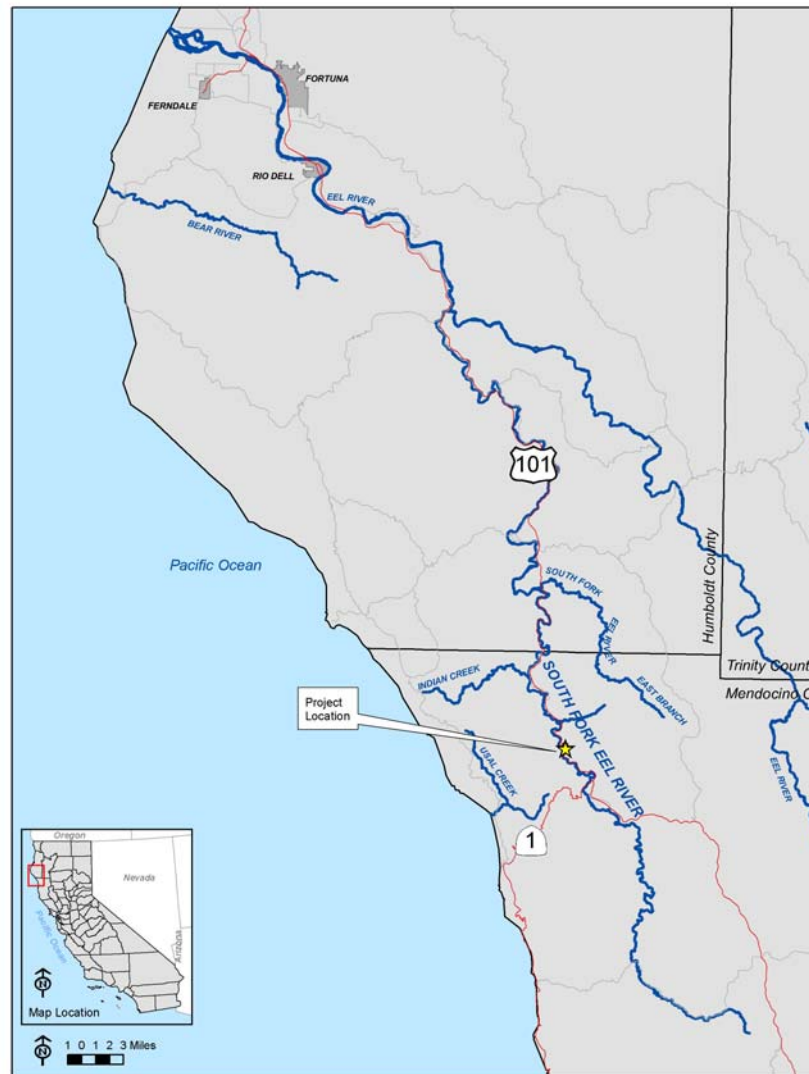 FORTUNA
FERNDALE
RIO DELL
EEL RIVER
BEAR RIVER
101
Pacific Ocean
SOUTH FORK
EEL RIVER
EAST BRANCH
Humboldt County
Trinity Count
Mendocino C
INDIAN CREEK
SOUTH FORK EEL RIVER
Project
Location
USAL CREEK
EEL RIVER
1
Oregon
Nevada
Pacific Ocean
Arizona
N
Map Location
N
1 0 1 2 3 Miles